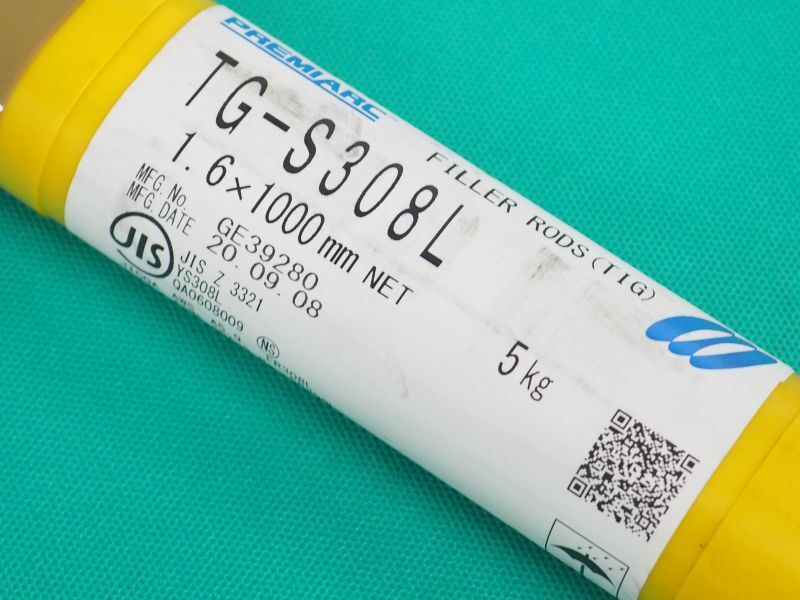 PREMIARC
FILLER RODS (TIG)
TG-S308L
1.6×1000mm NET 5kg
MFG. No. GE39280
MFG. DATE 20.09.08
JIS
JIS Z 3321
YS308L
QA0608009
NS